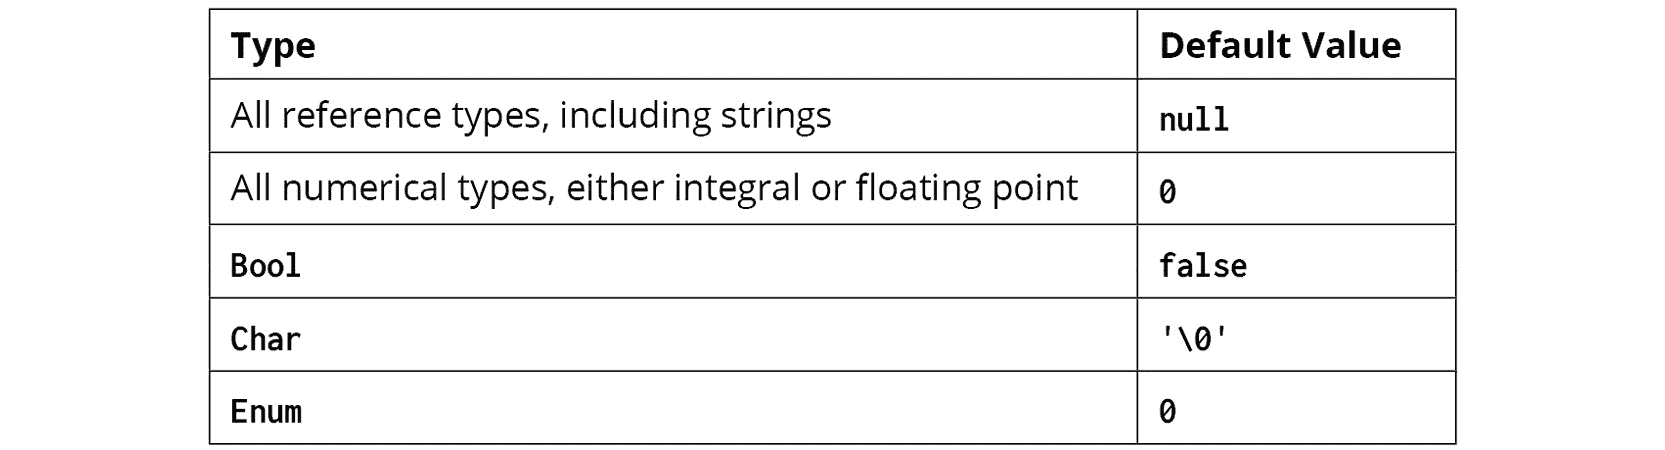 Type Default Value
All reference types, including strings null
All numerical types, either integral or floating point 0
Bool false
Char '\0'
Enum 0